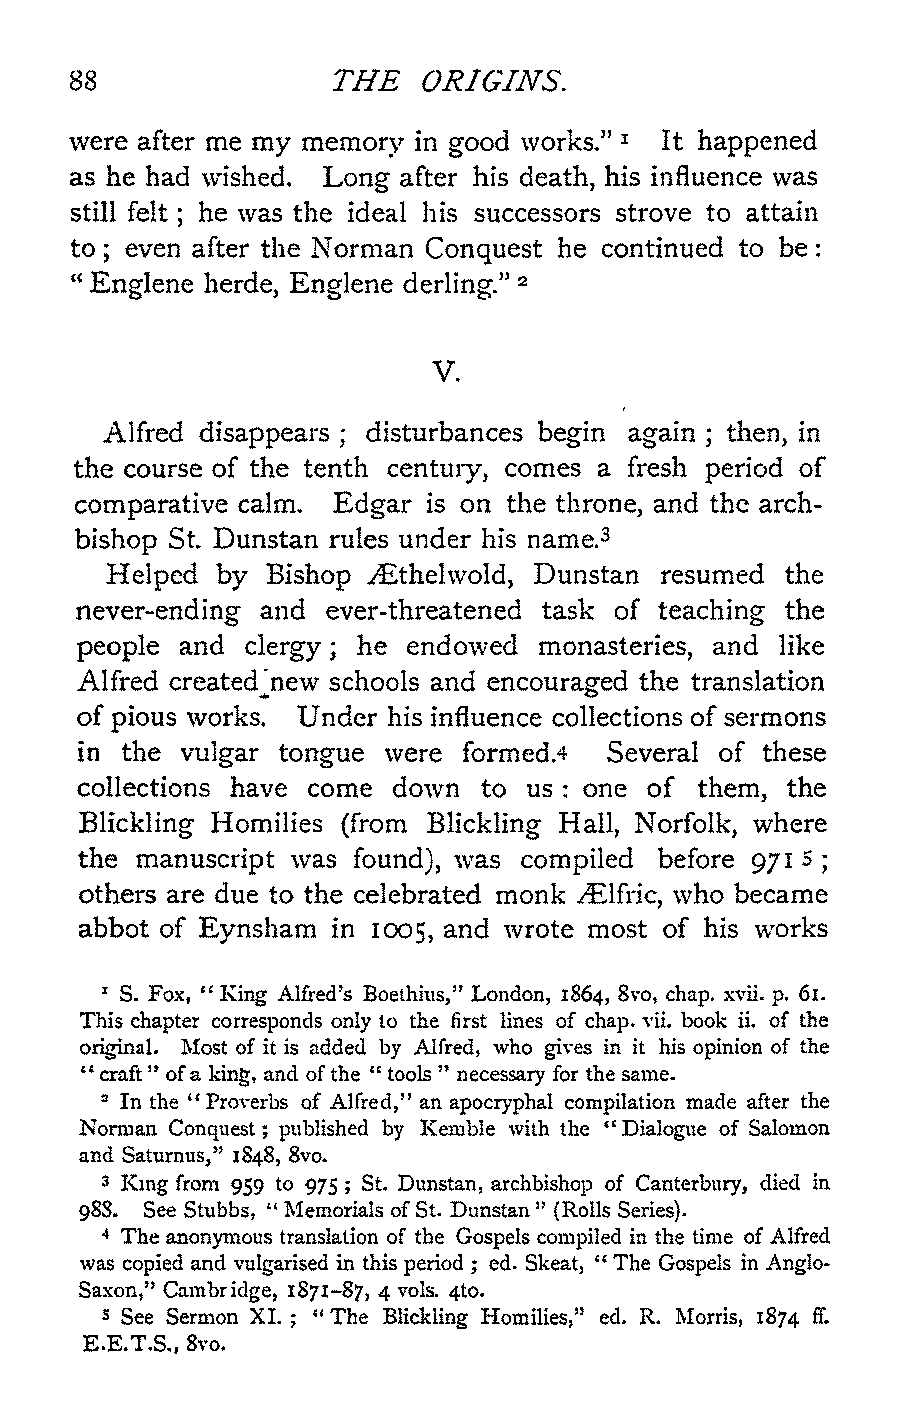 88 THE ORIGINS.
were after me my memory in good works." ¹ It happened
as he had wished. Long after his death, his influence was
still felt ; he was the ideal his successors strove to attain
to ; even after the Norman Conquest he continued to be :
" Englene herde, Englene derling." ²
V.
Alfred disappears ; disturbances begin again ; then, in
the course of the tenth century, comes a fresh period of
comparative calm. Edgar is on the throne, and the arch-
bishop St. Dunstan rules under his name.³
Helped by Bishop Æthelwold, Dunstan resumed the
never-ending and ever-threatened task of teaching the
people and clergy ; he endowed monasteries, and like
Alfred created new schools and encouraged the translation
of pious works. Under his influence collections of sermons
in the vulgar tongue were formed.⁴ Several of these
collections have come down to us : one of them, the
Blickling Homilies (from Blickling Hall, Norfolk, where
the manuscript was found), was compiled before 971 ⁵ ;
others are due to the celebrated monk Ælfric, who became
abbot of Eynsham in 1005, and wrote most of his works
¹ S. Fox, " King Alfred's Boethius," London, 1864, 8vo, chap. xvii. p. 61.
This chapter corresponds only to the first lines of chap. vii. book ii. of the
original. Most of it is added by Alfred, who gives in it his opinion of the
" craft " of a king, and of the " tools " necessary for the same.
² In the " Proverbs of Alfred," an apocryphal compilation made after the
Norman Conquest ; published by Kemble with the " Dialogue of Salomon
and Saturnus," 1848, 8vo.
³ King from 959 to 975 ; St. Dunstan, archbishop of Canterbury, died in
988. See Stubbs, " Memorials of St. Dunstan " (Rolls Series).
⁴ The anonymous translation of the Gospels compiled in the time of Alfred
was copied and vulgarised in this period ; ed. Skeat, " The Gospels in Anglo-
Saxon," Cambridge, 1871-87, 4 vols. 4to.
⁵ See Sermon XI. ; " The Blickling Homilies," ed. R. Morris, 1874 ff.
E.E.T.S., 8vo.